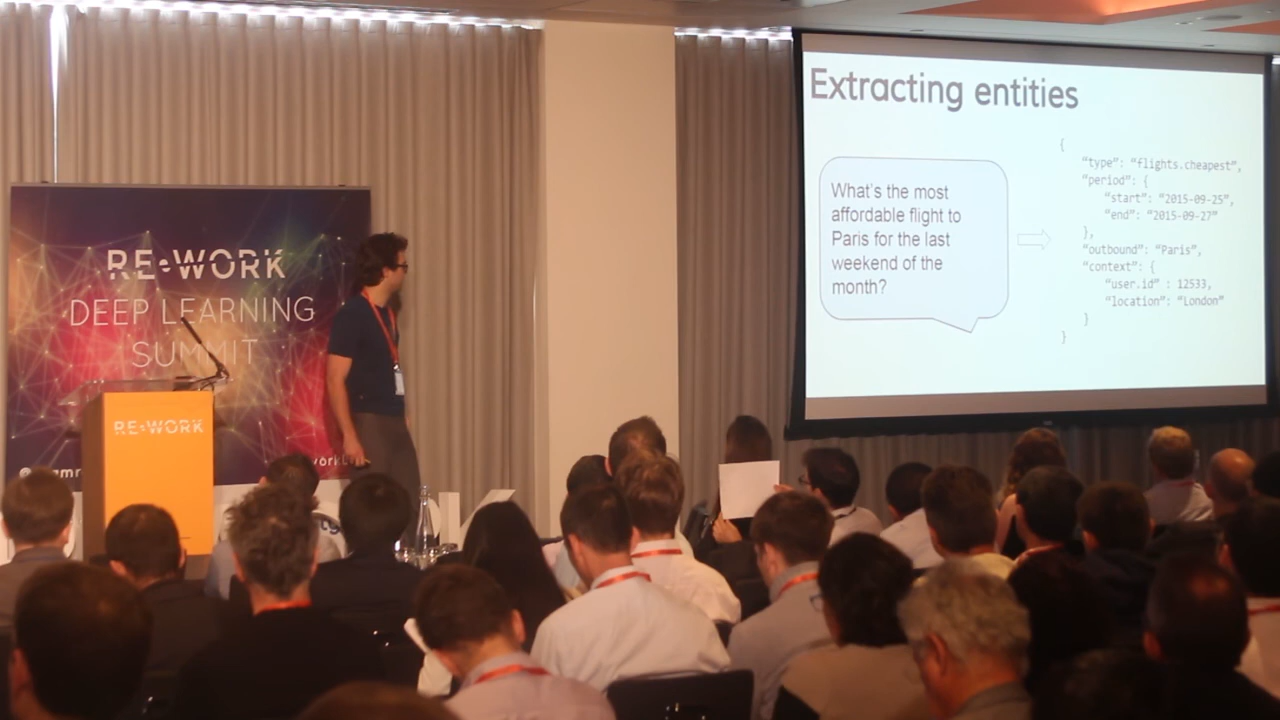 RE•WORK
DEEP LEARNING
SUMMIT
RE•WORK
Extracting entities
What's the most
affordable flight to
Paris for the last
weekend of the
month?
{
"type": "flights.cheapest",
"period": {
"start": "2015-09-25",
"end": "2015-09-27"
},
"outbound": "Paris",
"context": {
"user.id" : 12533,
"location": "London"
}
}